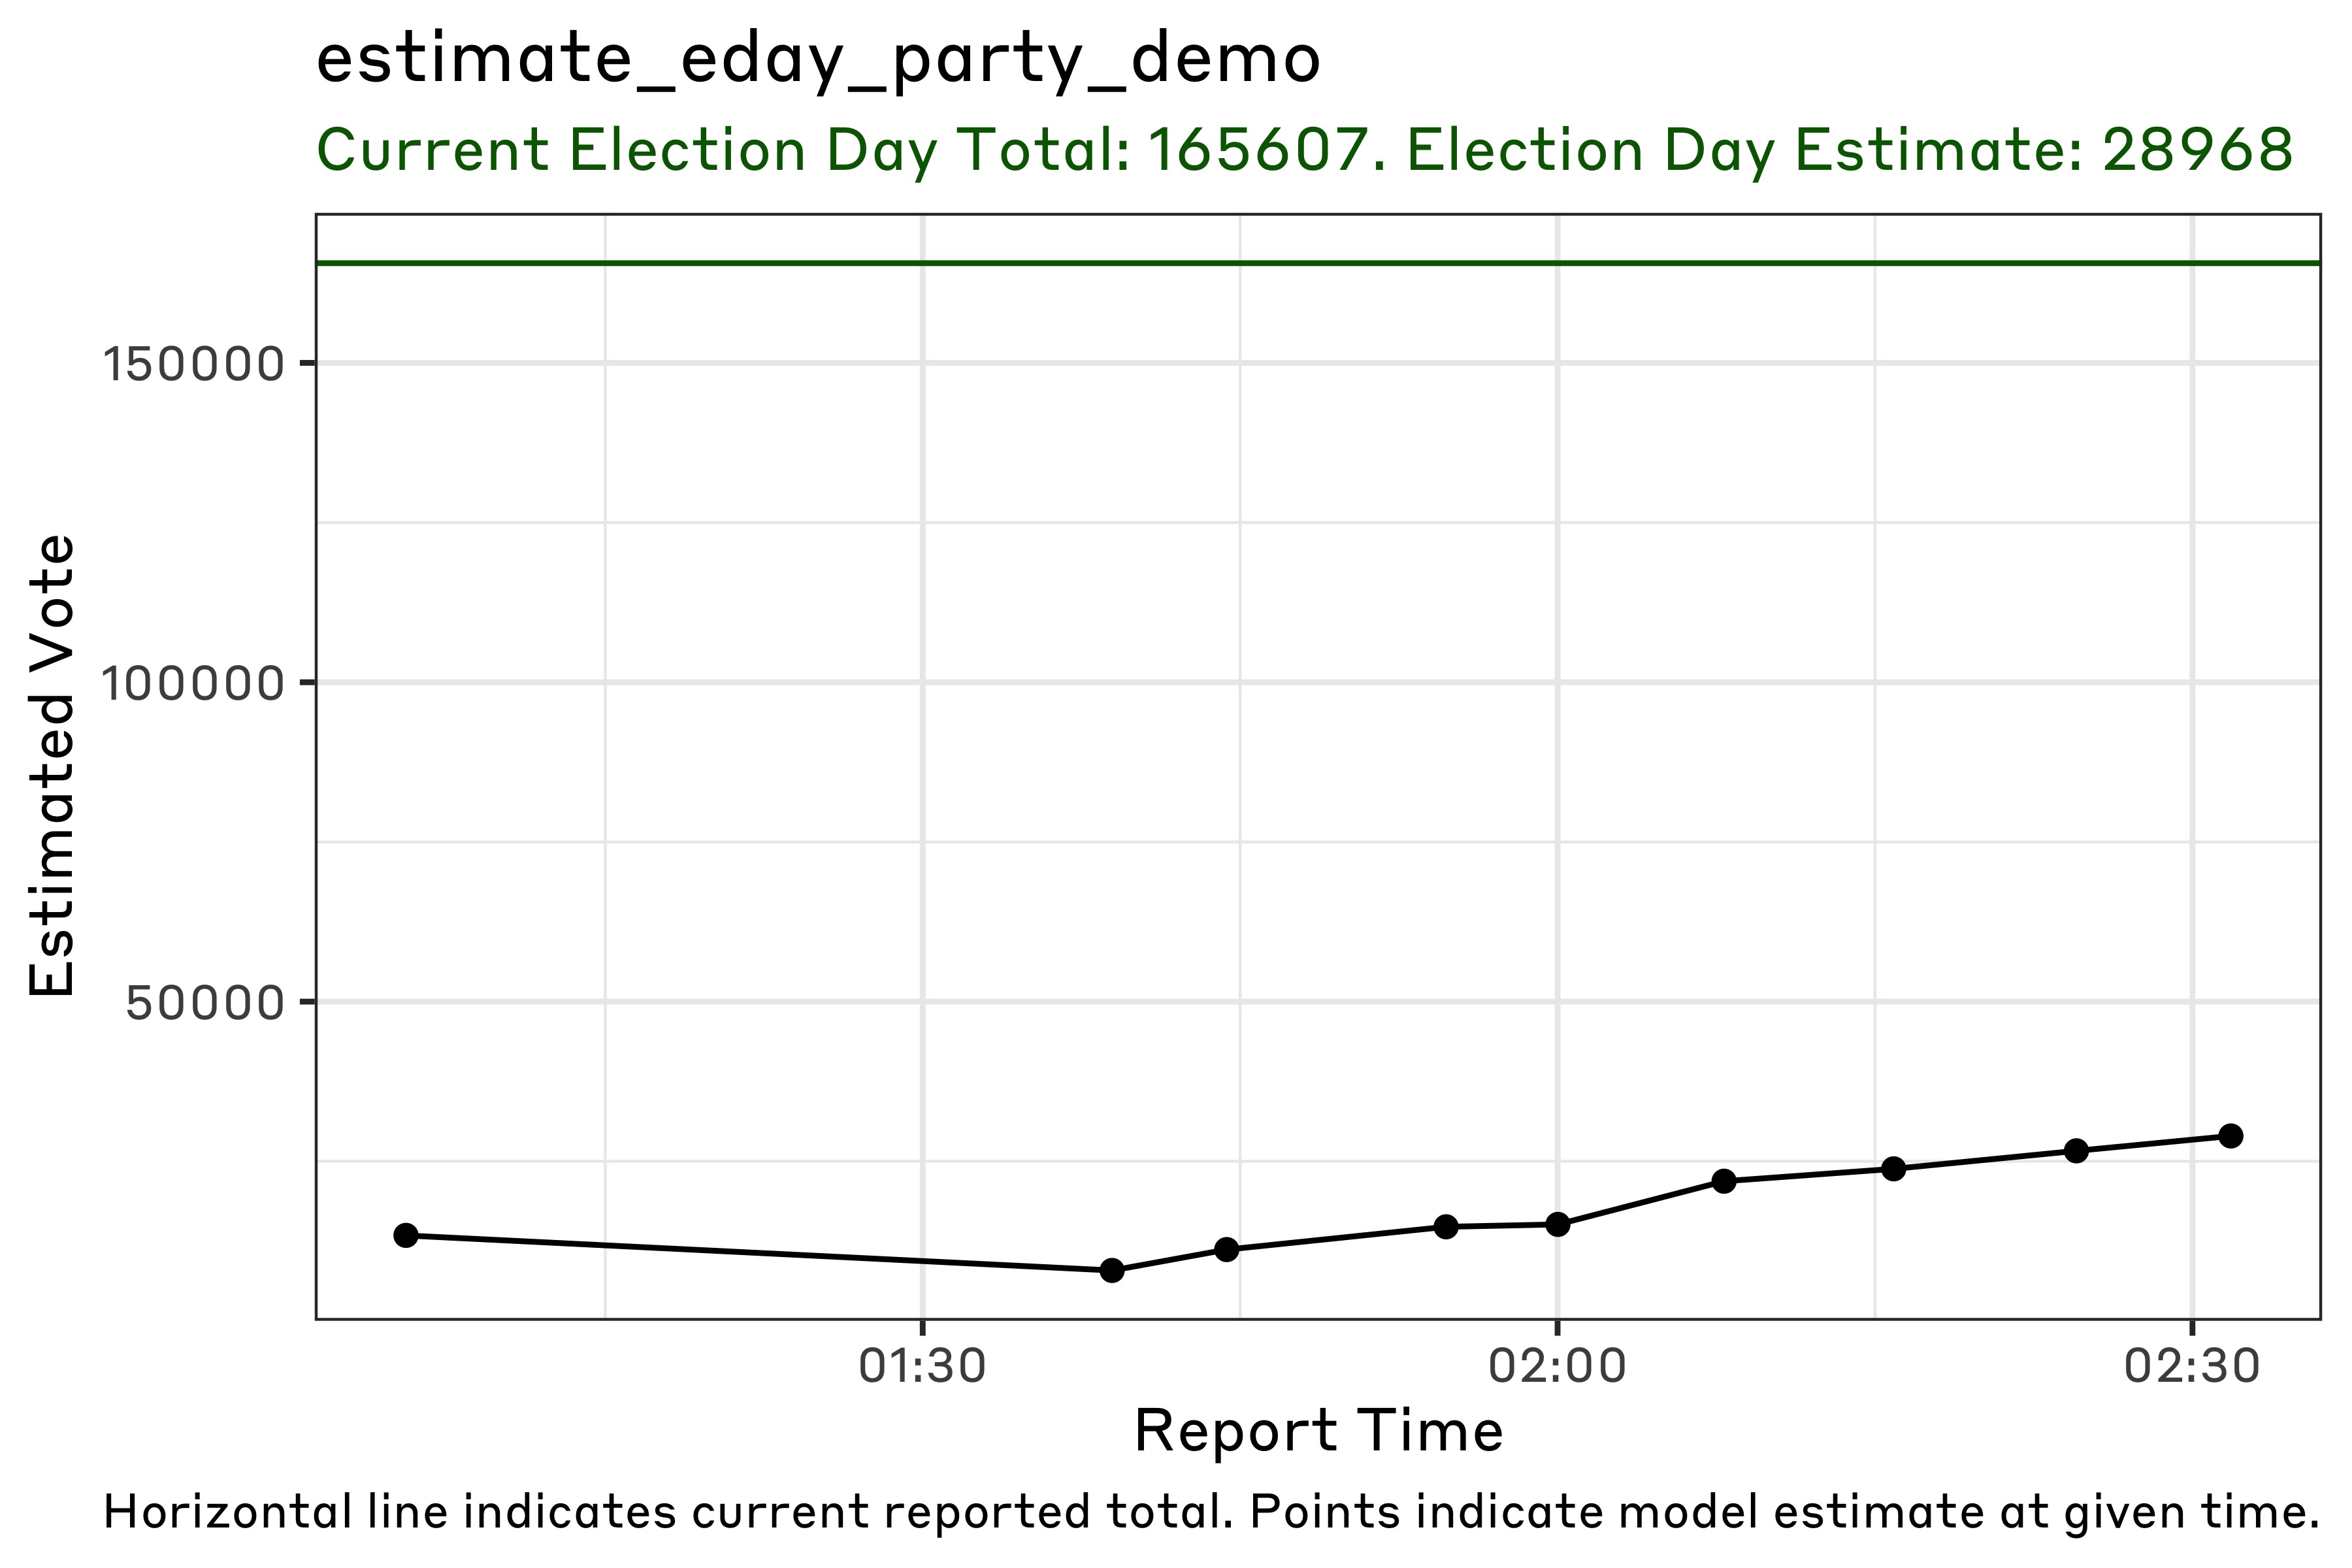 estimate_eday_party_demo
Current Election Day Total: 165607. Election Day Estimate: 28968
Estimated Vote
150000
100000
50000
01:30 02:00 02:30
Report Time
Horizontal line indicates current reported total. Points indicate model estimate at given time.